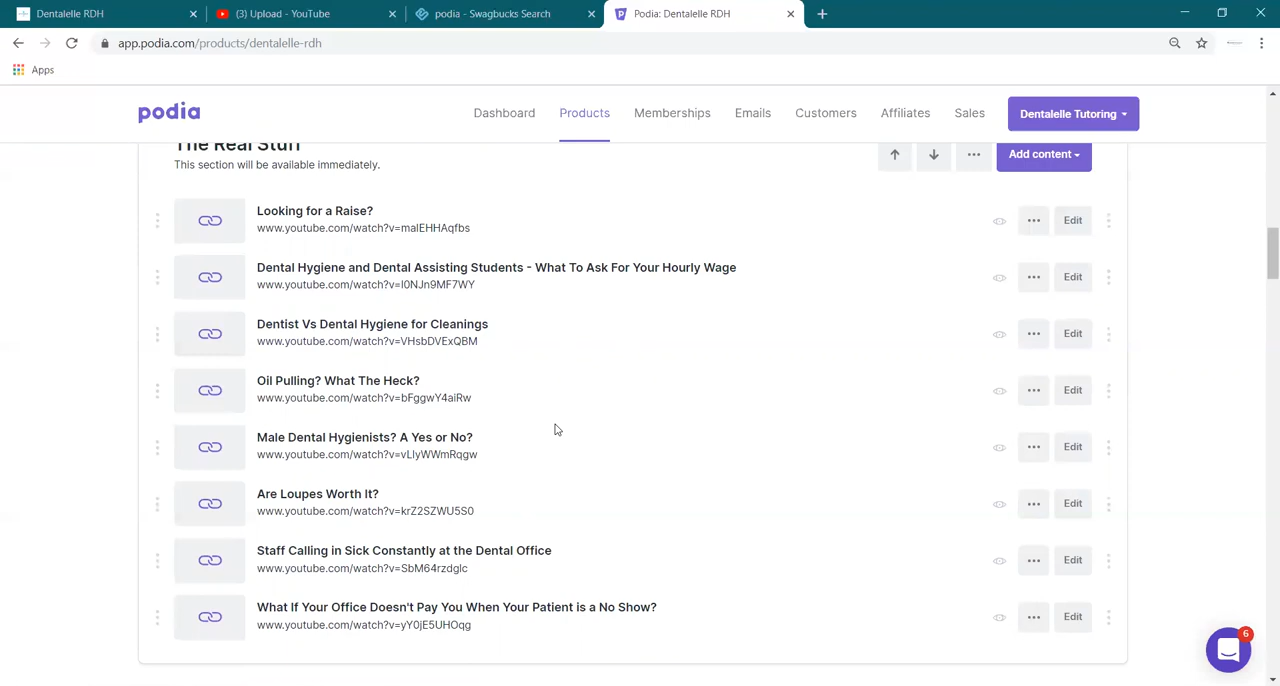 Dentalelle RDH
(3) Upload - YouTube
podia - Swagbucks Search
Podia: Dentalelle RDH
app.podia.com/products/dentalelle-rdh
Apps
podia
Dashboard
Products
Memberships
Emails
Customers
Affiliates
Sales
Dentalelle Tutoring
The Real Stuff
This section will be available immediately.
Add content
Looking for a Raise?
www.youtube.com/watch?v=malEHHAqfbs
Edit
Dental Hygiene and Dental Assisting Students - What To Ask For Your Hourly Wage
www.youtube.com/watch?v=I0NJn9MF7WY
Edit
Dentist Vs Dental Hygiene for Cleanings
www.youtube.com/watch?v=VHsbDVExQBM
Edit
Oil Pulling? What The Heck?
www.youtube.com/watch?v=bFggwY4aiRw
Edit
Male Dental Hygienists? A Yes or No?
www.youtube.com/watch?v=vLlyWWmRqgw
Edit
Are Loupes Worth It?
www.youtube.com/watch?v=krZ2SZWU5S0
Edit
Staff Calling in Sick Constantly at the Dental Office
www.youtube.com/watch?v=SbM64rzdglc
Edit
What If Your Office Doesn't Pay You When Your Patient is a No Show?
www.youtube.com/watch?v=yY0jE5UHOqg
Edit
6